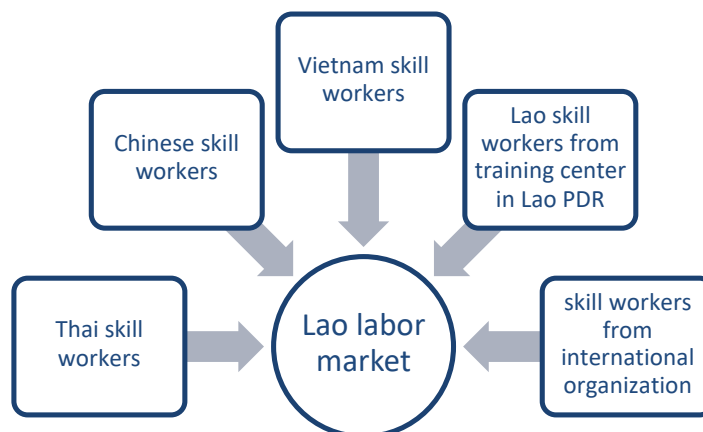 Vietnam skill
workers
Chinese skill
workers
Lao skill
workers from
training center
in Lao PDR
Thai skill
workers
Lao labor
market
skill workers
from
international
organization